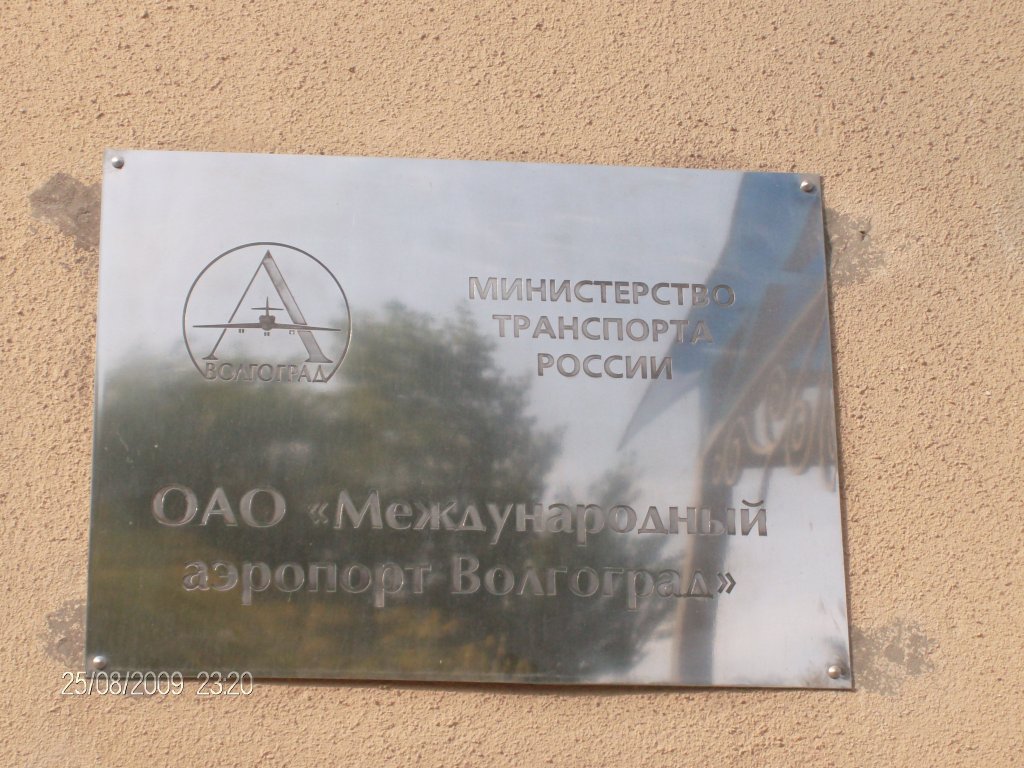 ВОЛГОГРАД
МИНИСТЕРСТВО
ТРАНСПОРТА
РОССИИ
ОАО «Международный
аэропорт Волгоград»
25/08/2009 23:20